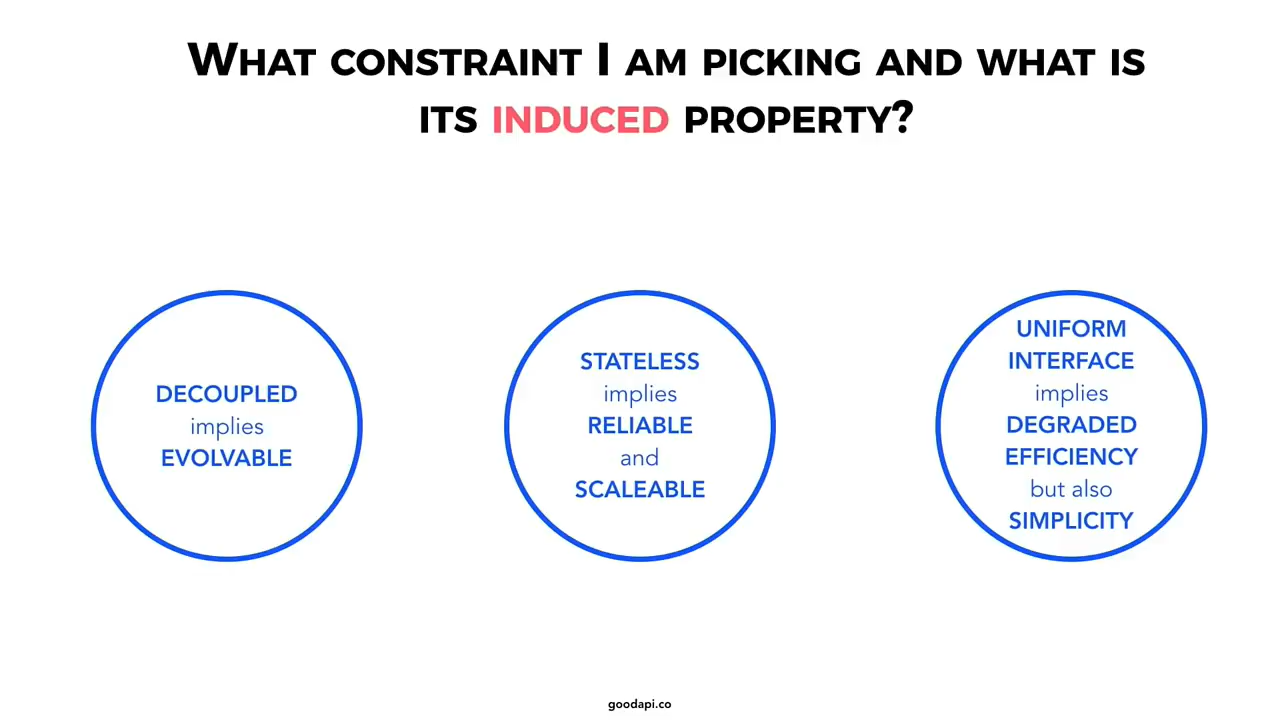 What constraint I am picking and what is
its induced property?
DECOUPLED
implies
EVOLVABLE
STATELESS
implies
RELIABLE
and
SCALEABLE
UNIFORM
INTERFACE
implies
DEGRADED
EFFICIENCY
but also
SIMPLICITY
goodapi.co